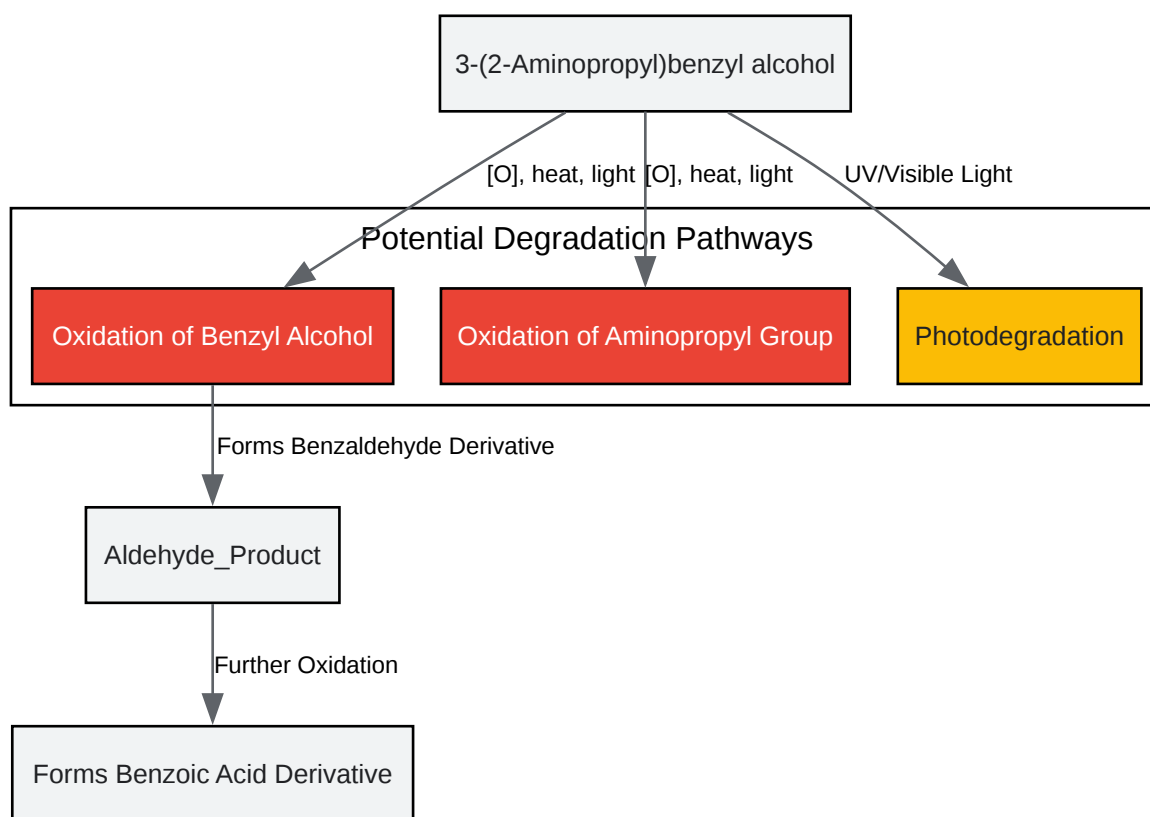 3-(2-Aminopropyl)benzyl alcohol
[O], heat, light
[O], heat, light
UV/Visible Light
Potential Degradation Pathways
Oxidation of Benzyl Alcohol
Oxidation of Aminopropyl Group
Photodegradation
Forms Benzaldehyde Derivative
Aldehyde_Product
Further Oxidation
Forms Benzoic Acid Derivative